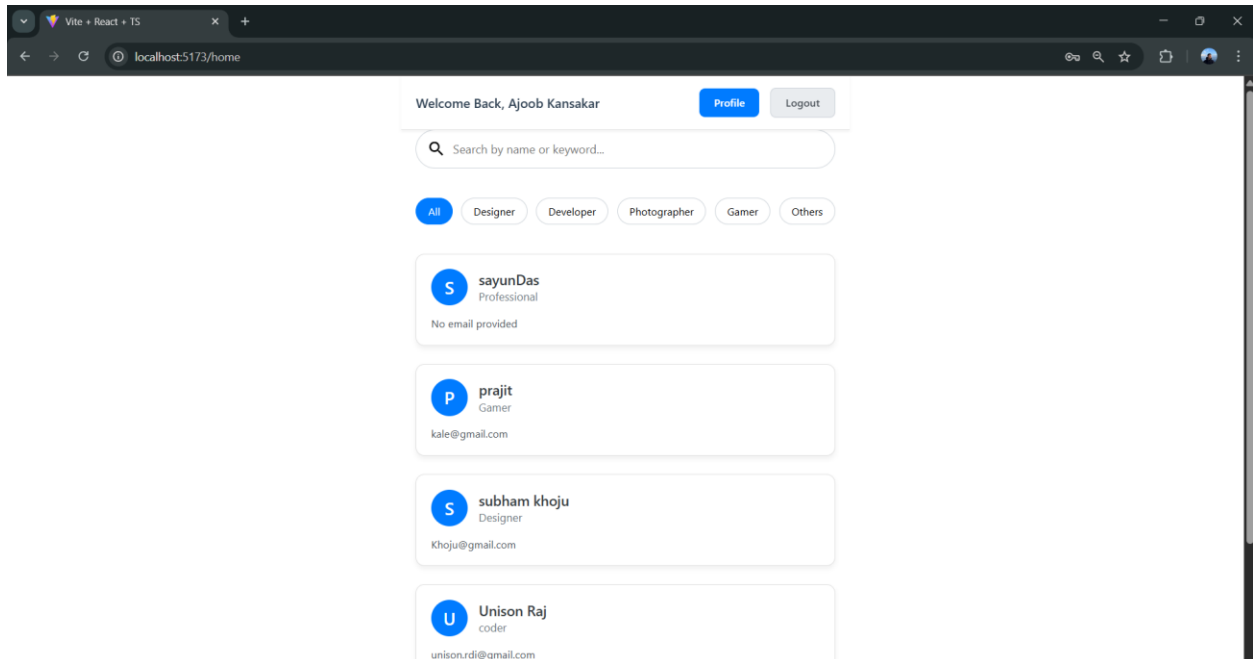 Vite + React + TS
localhost:5173/home
Welcome Back, Ajoob Kansakar
Profile
Logout
Search by name or keyword...
All
Designer
Developer
Photographer
Gamer
Others
S
sayunDas
Professional
No email provided
P
prajit
Gamer
kale@gmail.com
S
subham khoju
Designer
Khoju@gmail.com
U
Unison Raj
coder
unison.rdi@gmail.com